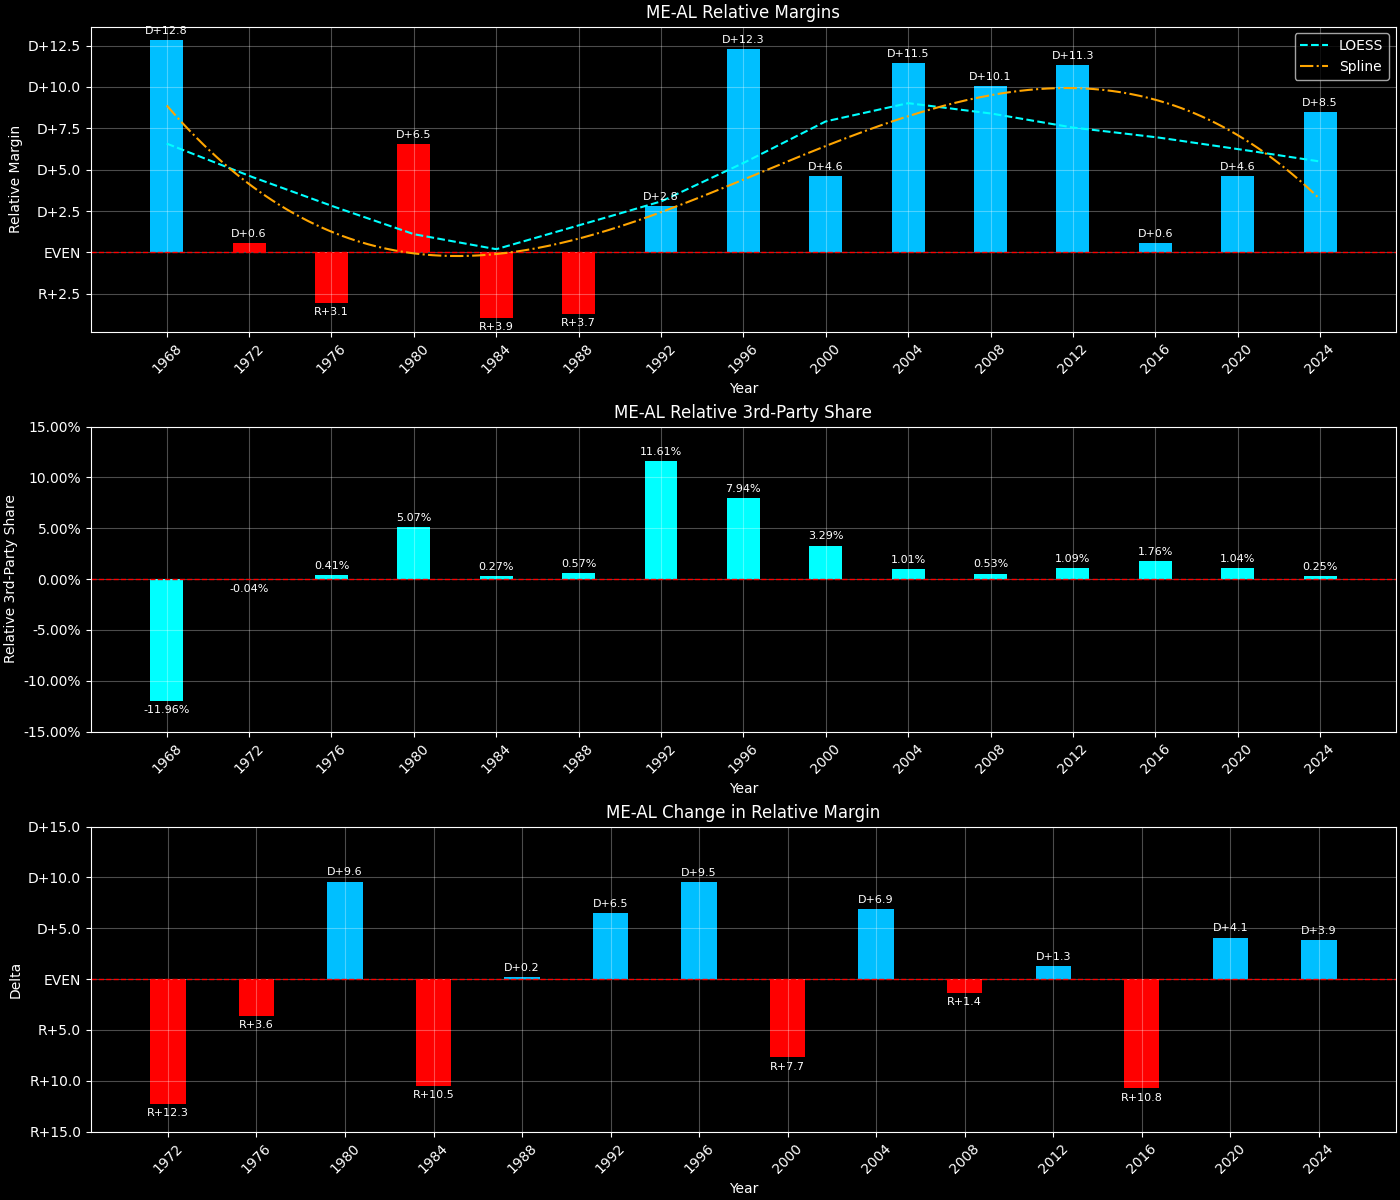 ME-AL Relative Margins
Relative Margin
D+12.5
D+10.0
D+7.5
D+5.0
D+2.5
EVEN
R+2.5
D+12.8
D+0.6
R+3.1
D+6.5
R+3.9
R+3.7
D+2.8
D+12.3
D+4.6
D+11.5
D+10.1
D+11.3
D+0.6
D+4.6
D+8.5
LOESS
Spline
1968 1972 1976 1980 1984 1988 1992 1996 2000 2004 2008 2012 2016 2020 2024
Year
ME-AL Relative 3rd-Party Share
Relative 3rd-Party Share
15.00%
10.00%
5.00%
0.00%
-5.00%
-10.00%
-15.00%
-11.96%
-0.04%
0.41%
5.07%
0.27%
0.57%
11.61%
7.94%
3.29%
1.01%
0.53%
1.09%
1.76%
1.04%
0.25%
1968 1972 1976 1980 1984 1988 1992 1996 2000 2004 2008 2012 2016 2020 2024
Year
ME-AL Change in Relative Margin
Delta
D+15.0
D+10.0
D+5.0
EVEN
R+5.0
R+10.0
R+15.0
R+12.3
R+3.6
D+9.6
R+10.5
D+0.2
D+6.5
D+9.5
R+7.7
D+6.9
R+1.4
D+1.3
R+10.8
D+4.1
D+3.9
1972 1976 1980 1984 1988 1992 1996 2000 2004 2008 2012 2016 2020 2024
Year